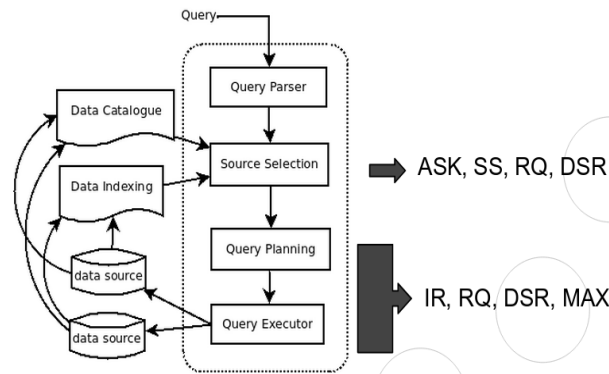 Query
Query Parser
Data Catalogue
Source Selection
ASK, SS, RQ, DSR
Data Indexing
Query Planning
data source
IR, RQ, DSR, MAX
Query Executor
data source